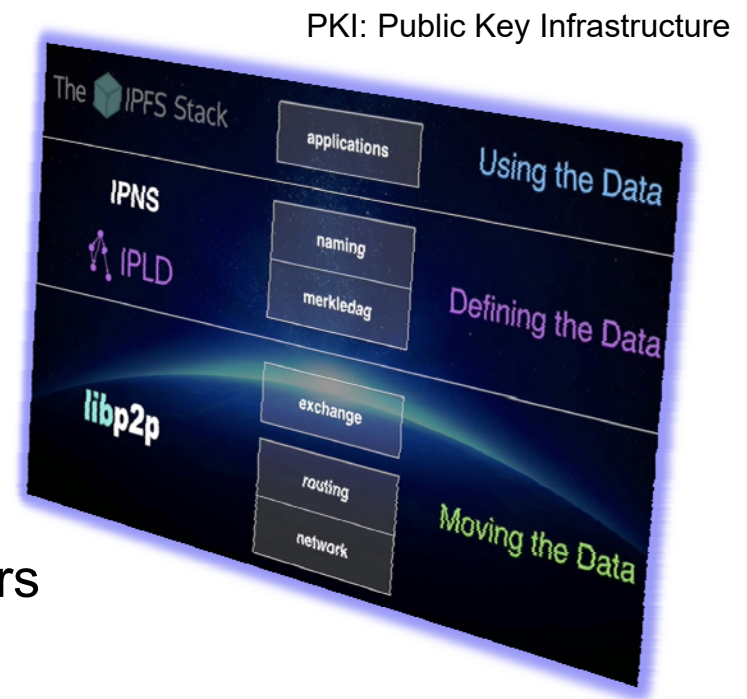 PKI: Public Key Infrastructure
The IPFS Stack
applications
Using the Data
IPNS
IPLD
naming
merkledag
Defining the Data
libp2p
exchange
routing
network
Moving the Data
rs